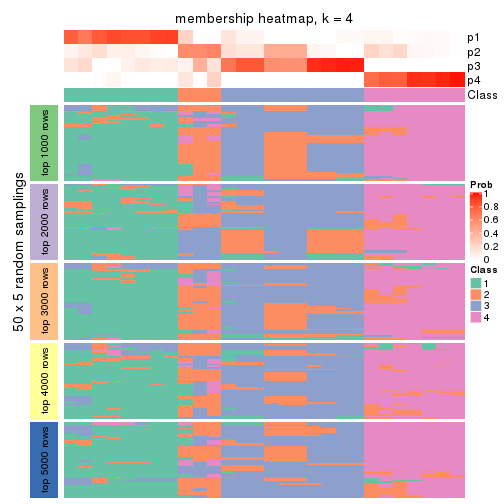 membership heatmap, k = 4
p1
p2
p3
p4
Class
50 x 5 random samplings
top 1000 rows
top 2000 rows
top 3000 rows
top 4000 rows
top 5000 rows
Prob
1
0.8
0.6
0.4
0.2
0
Class
1
2
3
4